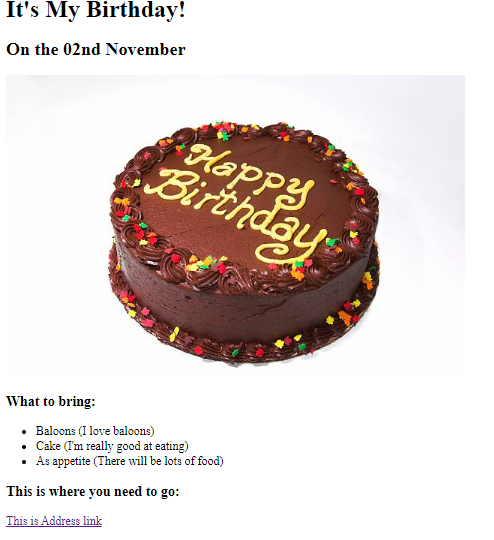 It's My Birthday!
On the 02nd November
Happy
Birthday
What to bring:
Baloons (I love baloons)
Cake (I'm really good at eating)
As appetite (There will be lots of food)
This is where you need to go:
This is Address link